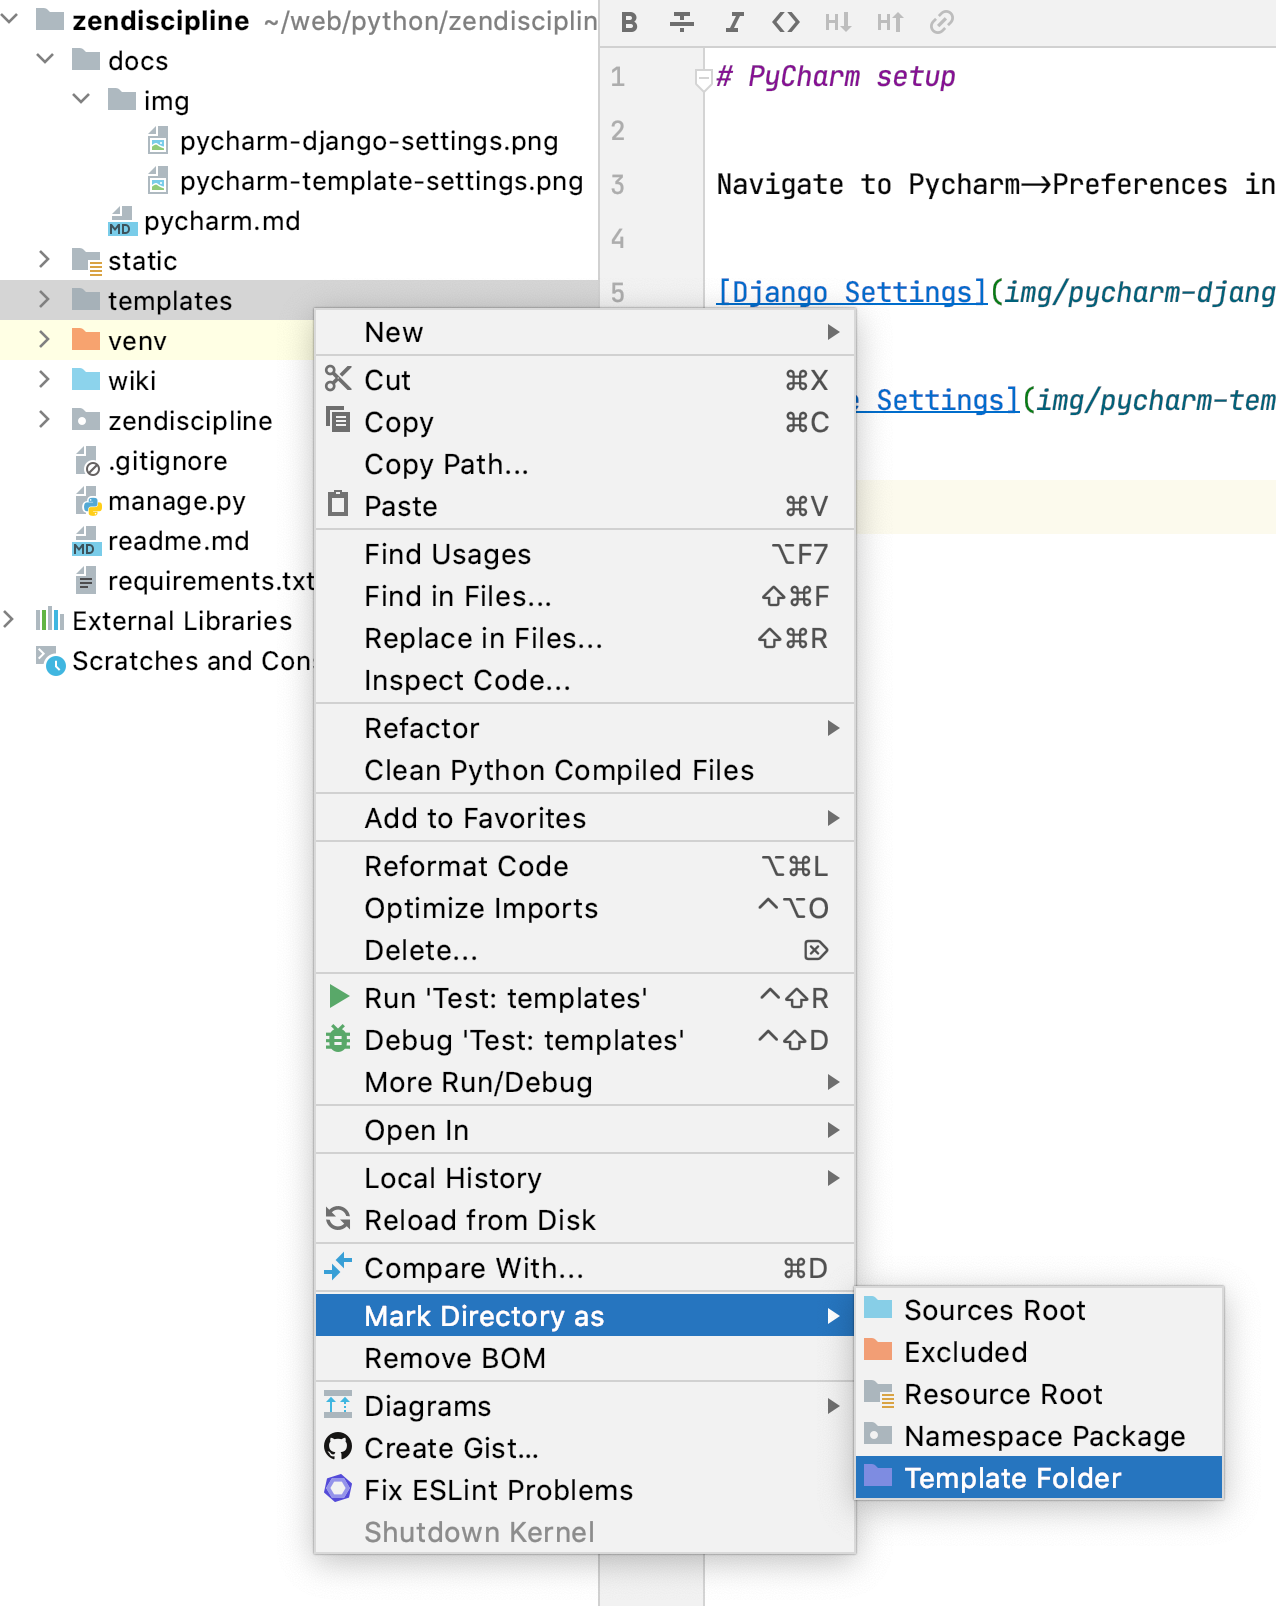 zendiscipline ~/web/python/zendisciplin
docs
img
pycharm-django-settings.png
pycharm-template-settings.png
MD pycharm.md
static
templates
venv
wiki
zendiscipline
.gitignore
manage.py
MD readme.md
requirements.txt
External Libraries
Scratches and Con
B I <> H↓ H↑
1 # PyCharm setup
2
3 Navigate to Pycharm→Preferences in
4
5 [Django Settings](img/pycharm-djang
e Settings](img/pycharm-tem
New
Cut ⌘X
Copy ⌘C
Copy Path...
Paste ⌘V
Find Usages ⌥F7
Find in Files... ⇧⌘F
Replace in Files... ⇧⌘R
Inspect Code...
Refactor
Clean Python Compiled Files
Add to Favorites
Reformat Code ⌥⌘L
Optimize Imports ^⌥O
Delete... ⌦
Run 'Test: templates' ^⇧R
Debug 'Test: templates' ^⇧D
More Run/Debug
Open In
Local History
Reload from Disk
Compare With... ⌘D
Mark Directory as
Remove BOM
Diagrams
Create Gist...
Fix ESLint Problems
Shutdown Kernel
Sources Root
Excluded
Resource Root
Namespace Package
Template Folder